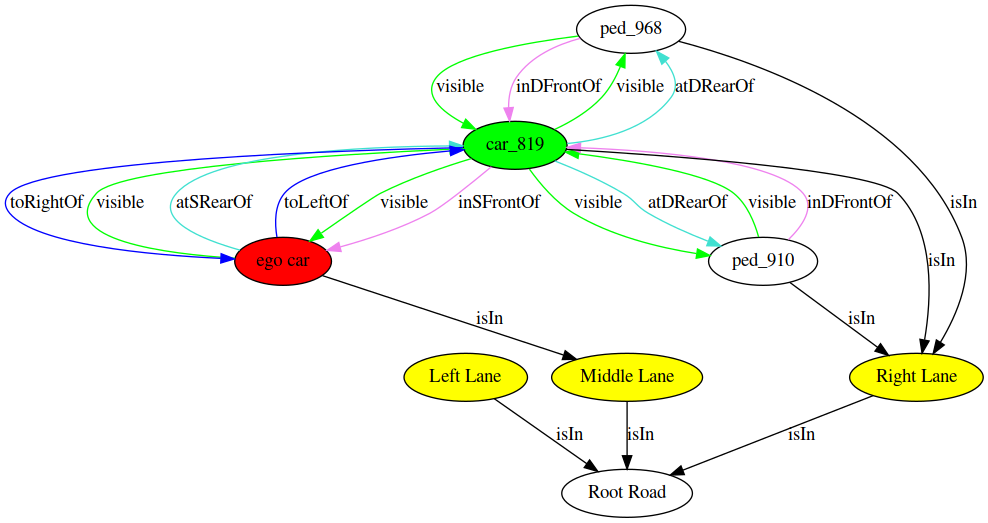 ped_968
visible
inDFrontOf
visible
atDRearOf
car_819
toRightOf
visible
atSRearOf
toLeftOf
visible
inSFrontOf
visible
atDRearOf
visible
inDFrontOf
isIn
ego car
ped_910
isIn
isIn
isIn
Left Lane
Middle Lane
Right Lane
isIn
isIn
isIn
Root Road